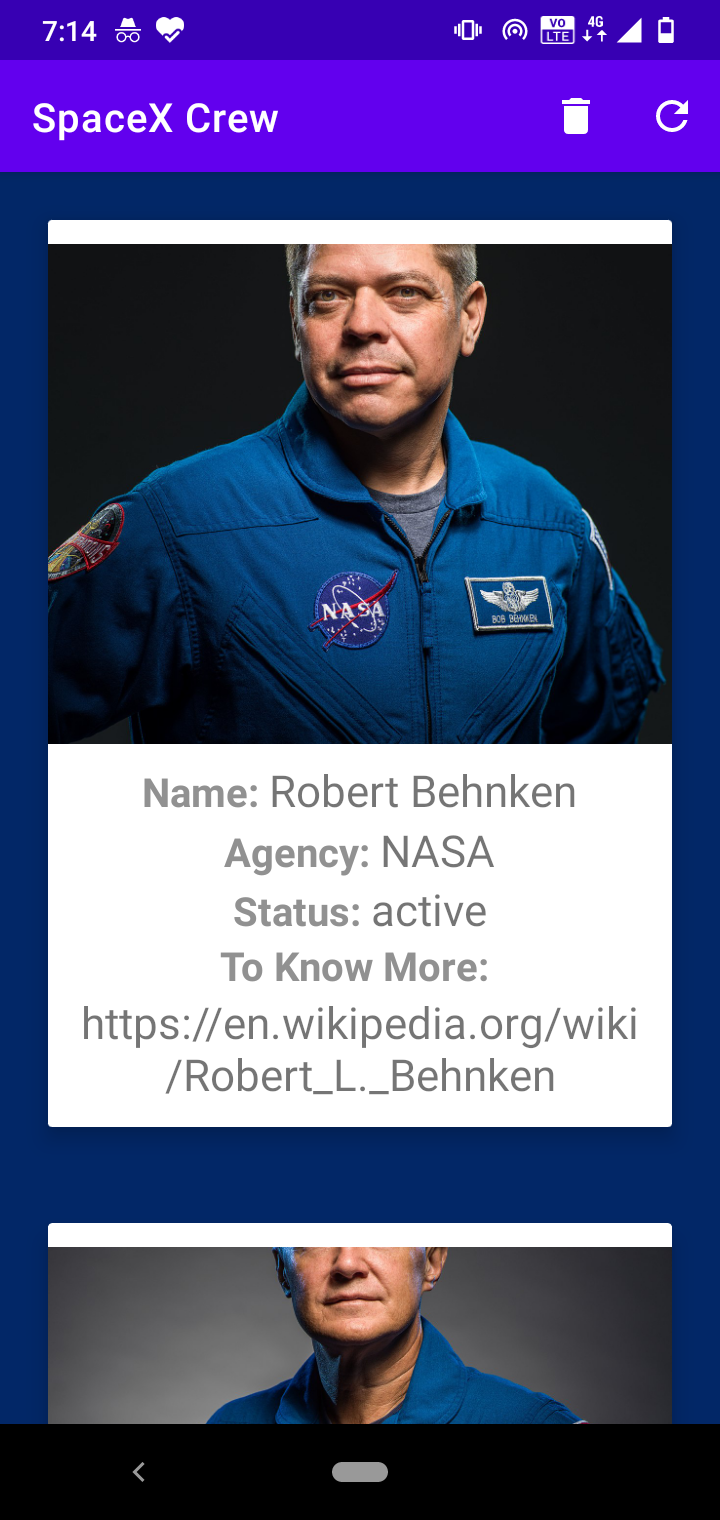 7:14
VO
LTE
4G
SpaceX Crew
NASA
BOB BEHNKEN
Name: Robert Behnken
Agency: NASA
Status: active
To Know More:
https://en.wikipedia.org/wiki
/Robert_L._Behnken